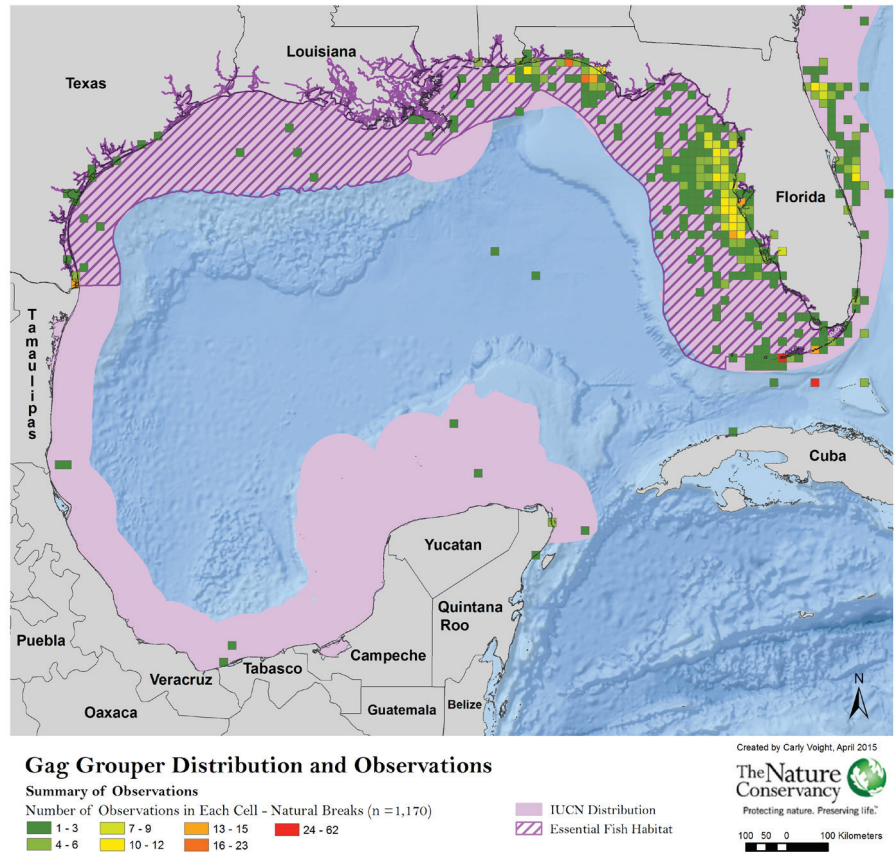 Louisiana
Texas
Florida
Tamaulipas
Cuba
Yucatan
Quintana
Roo
Campeche
Puebla
Veracruz
Tabasco
Oaxaca
Guatemala
Belize
N
Created by Carly Voight, April 2015
Gag Grouper Distribution and Observations
Summary of Observations
Number of Observations in Each Cell - Natural Breaks (n =1,170)
1 - 3
7 - 9
13 - 15
24 - 62
4 - 6
10 - 12
16 - 23
IUCN Distribution
Essential Fish Habitat
The Nature
Conservancy
Protecting nature. Preserving life.™
100 50 0 100 Kilometers